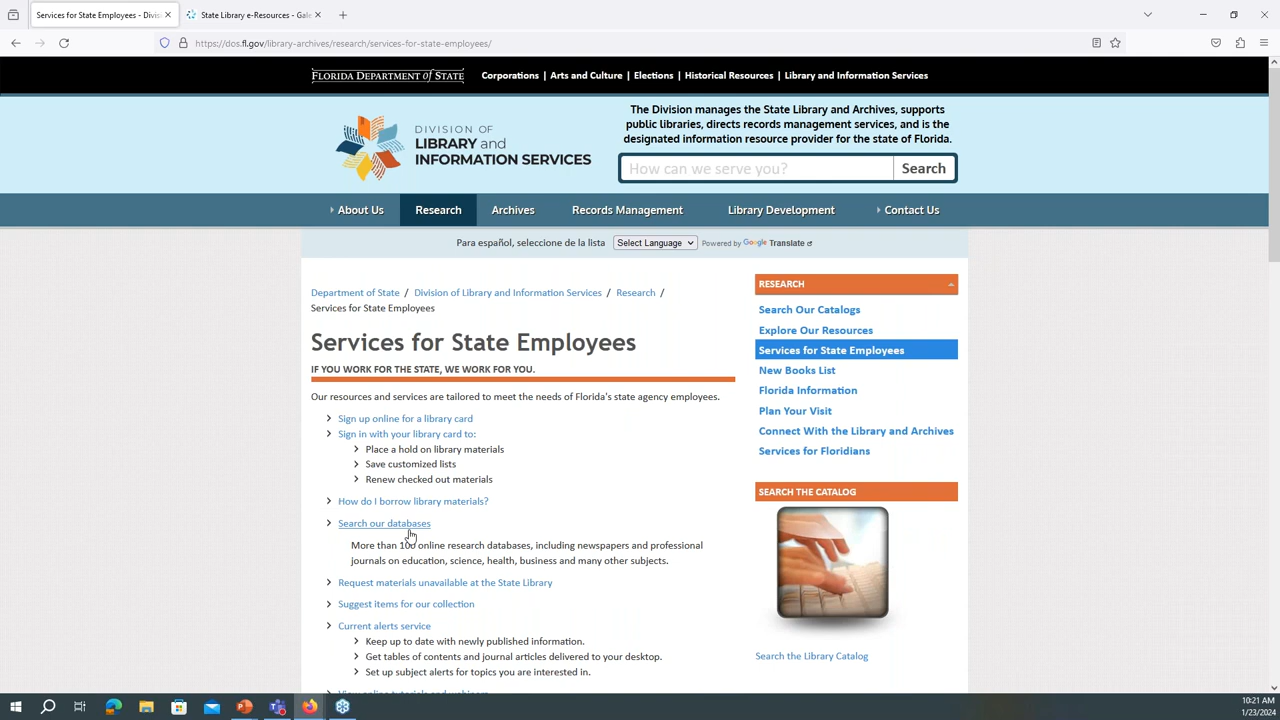 Services for State Employees - Divis
State Library e-Resources - Gale
https://dos.fl.gov/library-archives/research/services-for-state-employees/
FLORIDA DEPARTMENT of STATE
Corporations | Arts and Culture | Elections | Historical Resources | Library and Information Services
DIVISION OF
LIBRARY and
INFORMATION SERVICES
The Division manages the State Library and Archives, supports
public libraries, directs records management services, and is the
designated information resource provider for the state of Florida.
How can we serve you?
Search
About Us
Research
Archives
Records Management
Library Development
Contact Us
Para español, seleccione de la lista
Select Language
Powered by Google Translate
Department of State / Division of Library and Information Services / Research /
Services for State Employees
Services for State Employees
IF YOU WORK FOR THE STATE, WE WORK FOR YOU.
Our resources and services are tailored to meet the needs of Florida's state agency employees.
Sign up online for a library card
Sign in with your library card to:
Place a hold on library materials
Save customized lists
Renew checked out materials
How do I borrow library materials?
Search our databases
More than 100 online research databases, including newspapers and professional
journals on education, science, health, business and many other subjects.
Request materials unavailable at the State Library
Suggest items for our collection
Current alerts service
Keep up to date with newly published information.
Get tables of contents and journal articles delivered to your desktop.
Set up subject alerts for topics you are interested in.
View online tutorials and webinars
RESEARCH
Search Our Catalogs
Explore Our Resources
Services for State Employees
New Books List
Florida Information
Plan Your Visit
Connect With the Library and Archives
Services for Floridians
SEARCH THE CATALOG
Search the Library Catalog
10:21 AM
1/23/2024